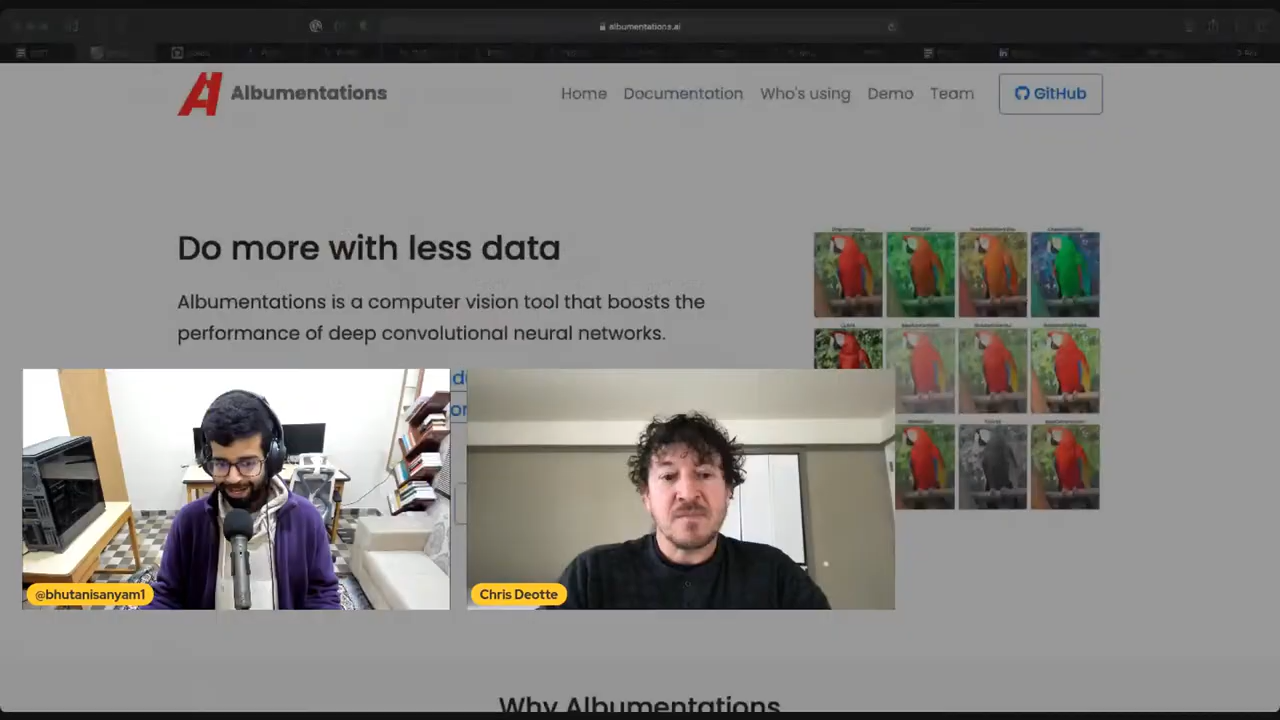 albumentations.ai
Albumentations
Home
Documentation
Who's using
Demo
Team
GitHub
Do more with less data
Albumentations is a computer vision tool that boosts the
performance of deep convolutional neural networks.
@bhutanisanyam1
Chris Deotte
Why Albumentations